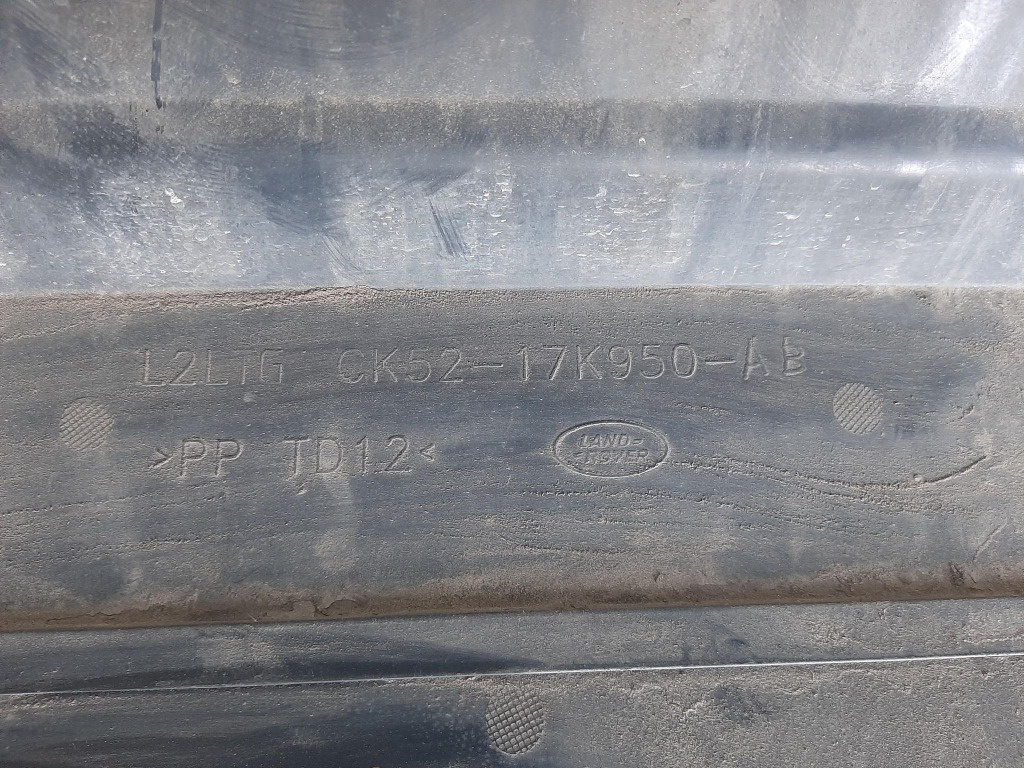 L2LTG CK52-17K950-AB
>PP TD12<
LAND-
-ROVER